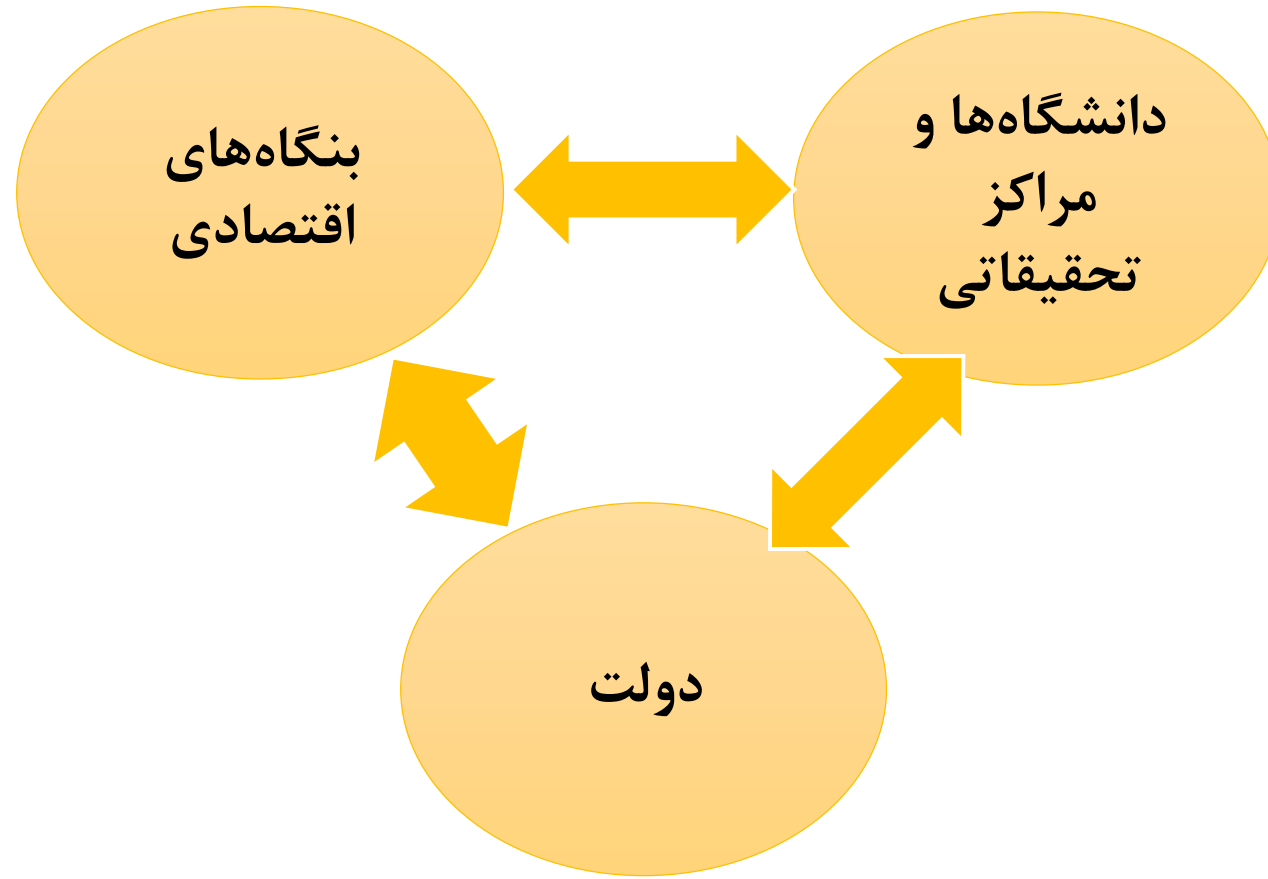 دانشگاه‌ها و
مراکز
تحقیقاتی
بنگاه‌های
اقتصادی
دولت